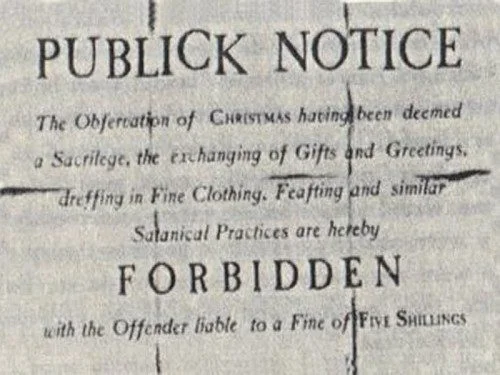 PUBLICK NOTICE
The Obſervation of CHRISTMAS having been deemed
a Sacrilege, the exchanging of Gifts and Greetings,
dreſſing in Fine Clothing, Feaſting and similar
Satanical Practices are hereby
FORBIDDEN
with the Offender liable to a Fine of FIVE SHILLINGS